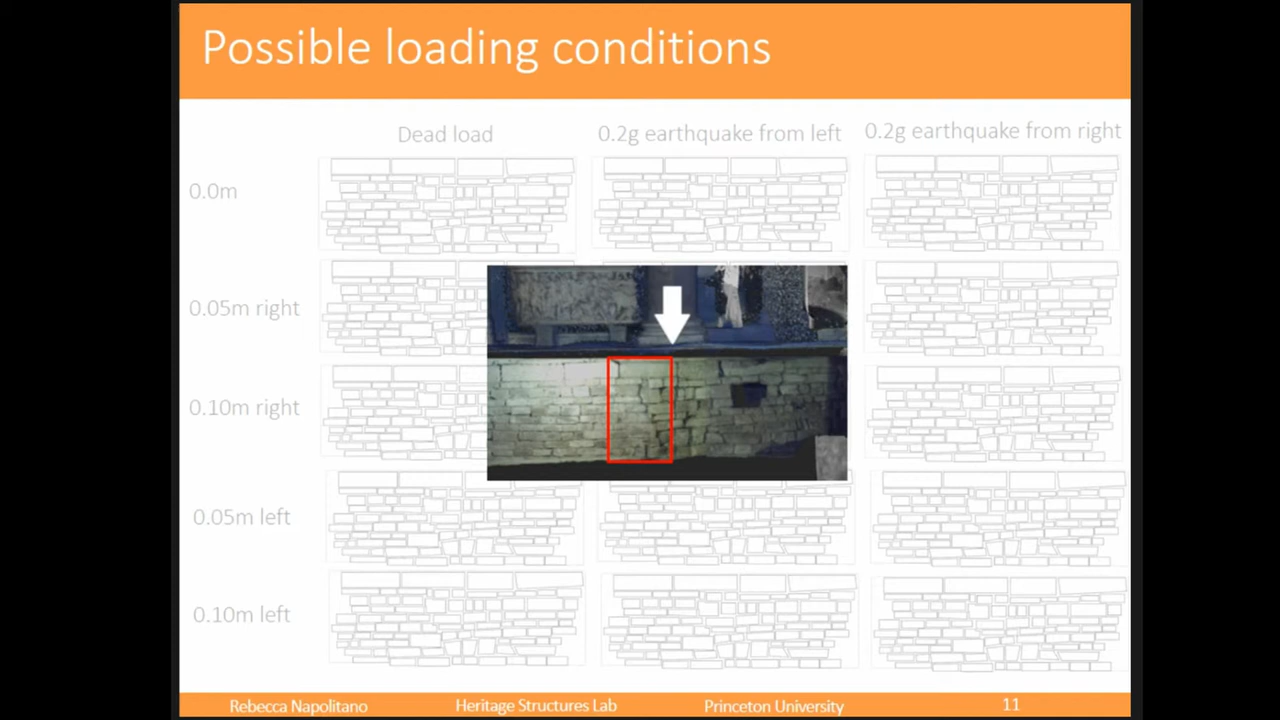 Possible loading conditions
Dead load
0.2g earthquake from left
0.2g earthquake from right
0.0m
0.05m right
0.10m right
0.05m left
0.10m left
Rebecca Napolitano
Heritage Structures Lab
Princeton University
11